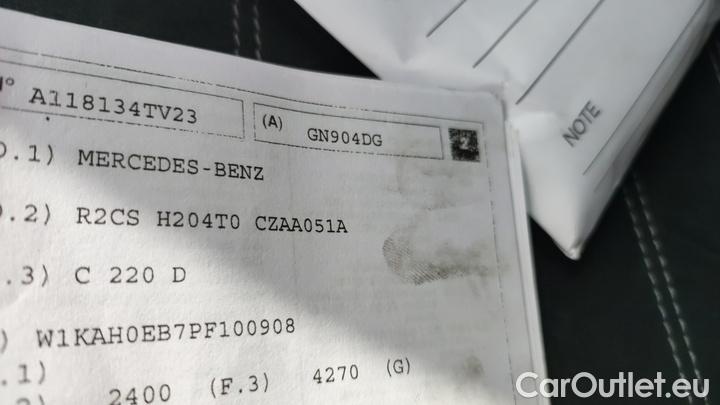 N° A118134TV23
(A) GN904DG
D.1) MERCEDES-BENZ
D.2) R2CS H204T0 CZAA051A
.3) C 220 D
) W1KAH0EB7PF100908
.1)
2400 (F.3) 4270 (G)
NOTE
CarOutlet.eu